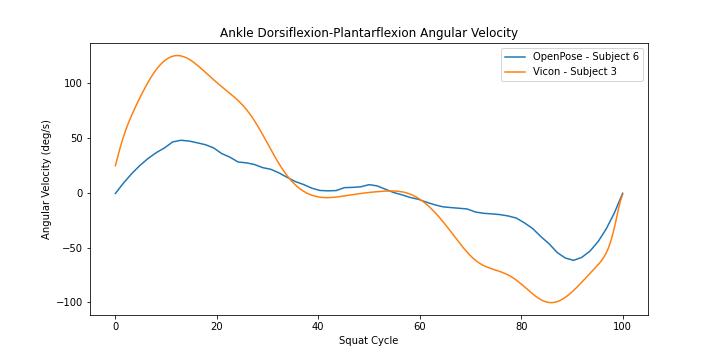 Ankle Dorsiflexion-Plantarflexion Angular Velocity
OpenPose - Subject 6
Vicon - Subject 3
Angular Velocity (deg/s)
100
50
0
−50
−100
0 20 40 60 80 100
Squat Cycle